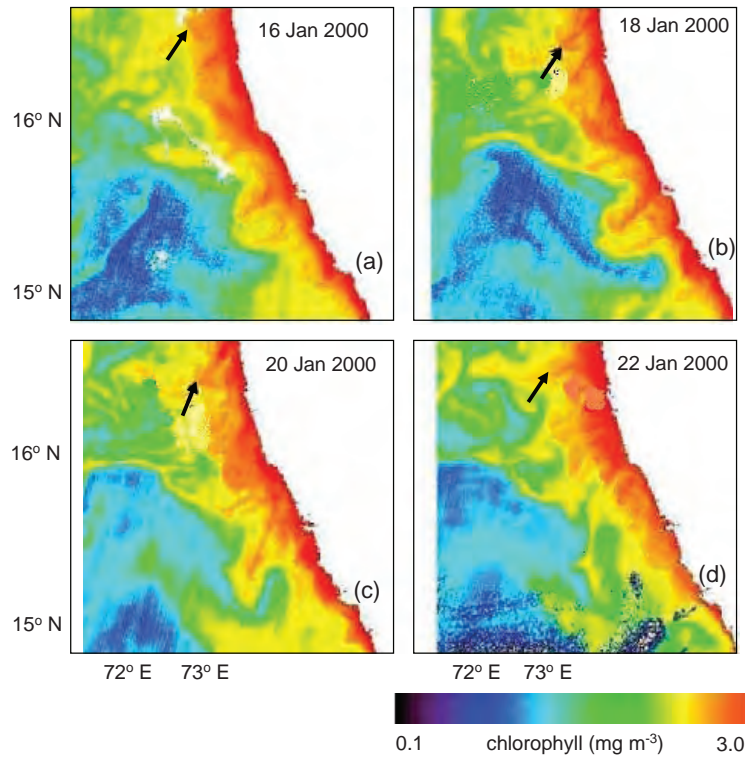 16 Jan 2000
18 Jan 2000
16° N
(a)
(b)
15° N
20 Jan 2000
22 Jan 2000
16° N
(c)
(d)
15° N
72° E 73° E
72° E 73° E
0.1 chlorophyll (mg m⁻³) 3.0